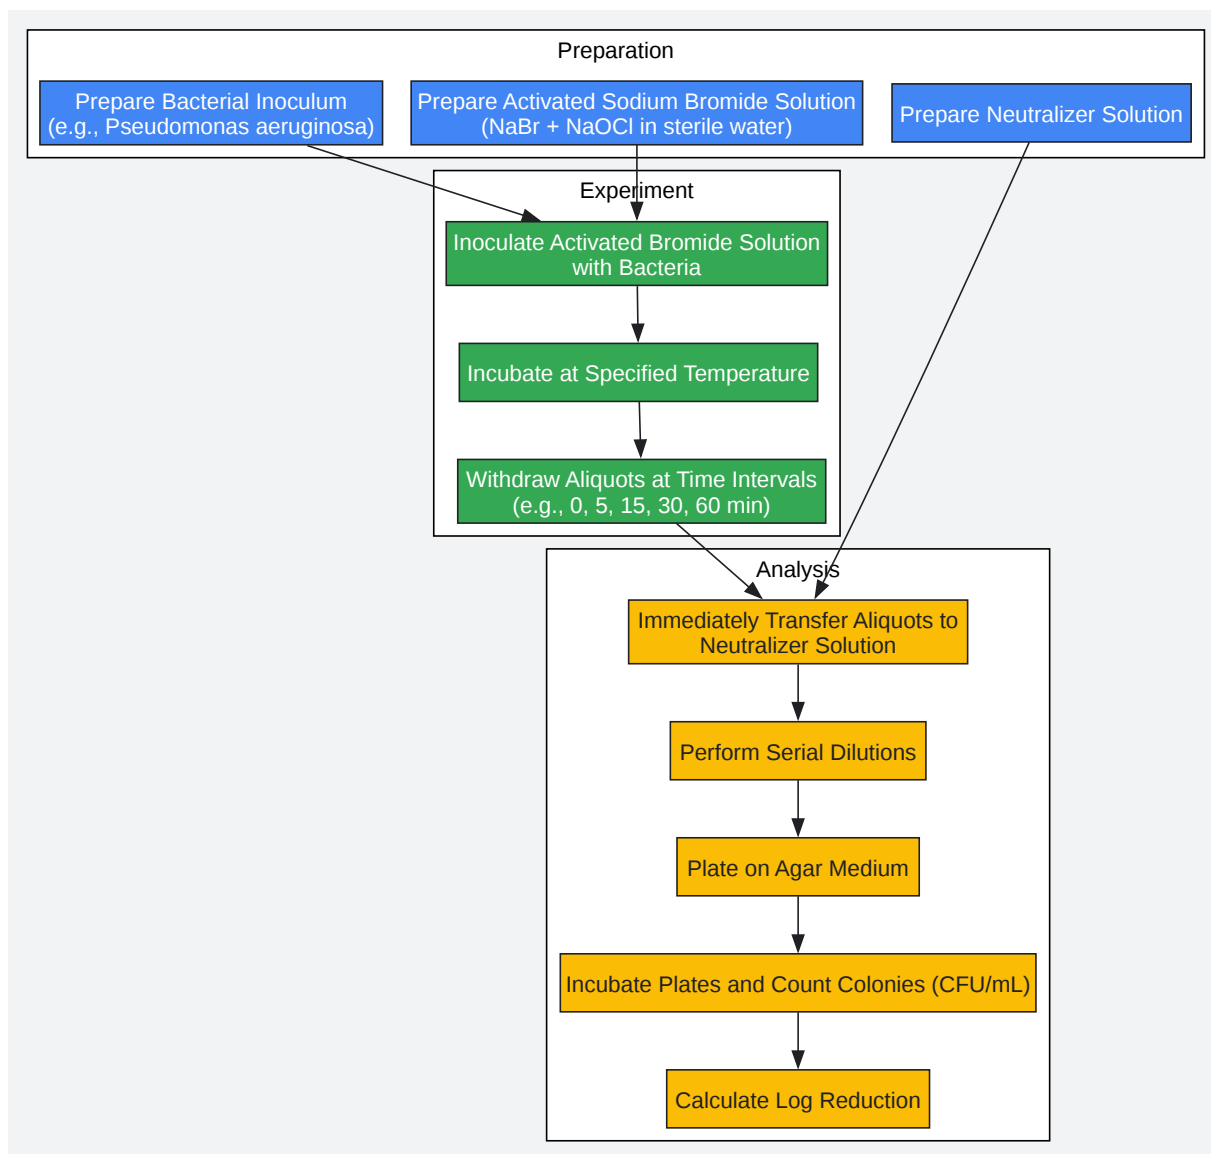 Preparation
Prepare Bacterial Inoculum
(e.g., Pseudomonas aeruginosa)
Prepare Activated Sodium Bromide Solution
(NaBr + NaOCl in sterile water)
Prepare Neutralizer Solution
Experiment
Inoculate Activated Bromide Solution
with Bacteria
Incubate at Specified Temperature
Withdraw Aliquots at Time Intervals
(e.g., 0, 5, 15, 30, 60 min)
Analysis
Immediately Transfer Aliquots to
Neutralizer Solution
Perform Serial Dilutions
Plate on Agar Medium
Incubate Plates and Count Colonies (CFU/mL)
Calculate Log Reduction